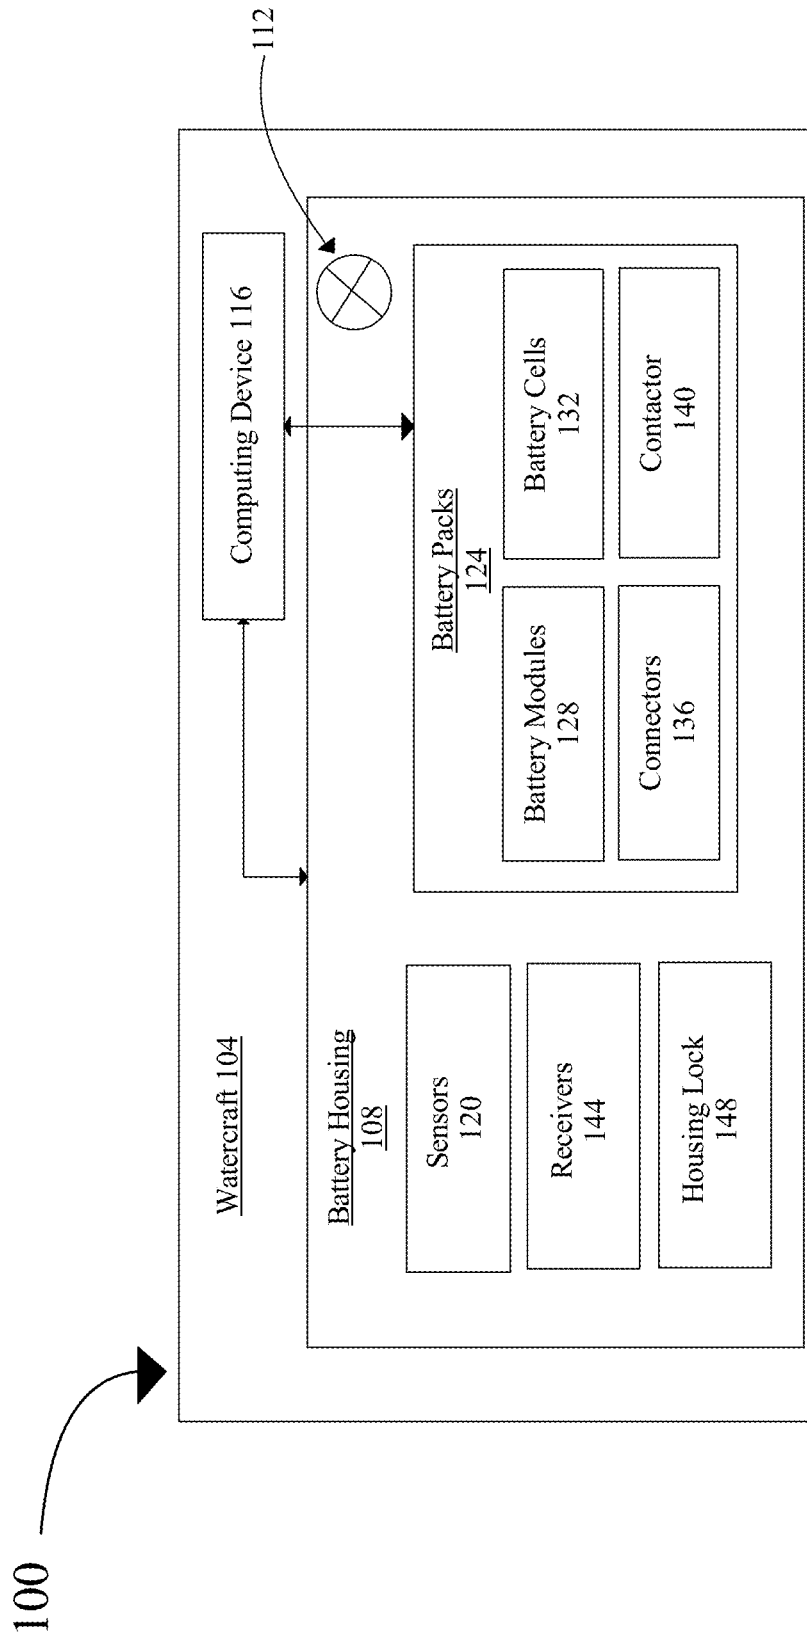 100
112
Watercraft 104
Computing Device 116
Battery Housing
108
Sensors
120
Receivers
144
Housing Lock
148
Battery Packs
124
Battery Modules
128
Battery Cells
132
Connectors
136
Contactor
140